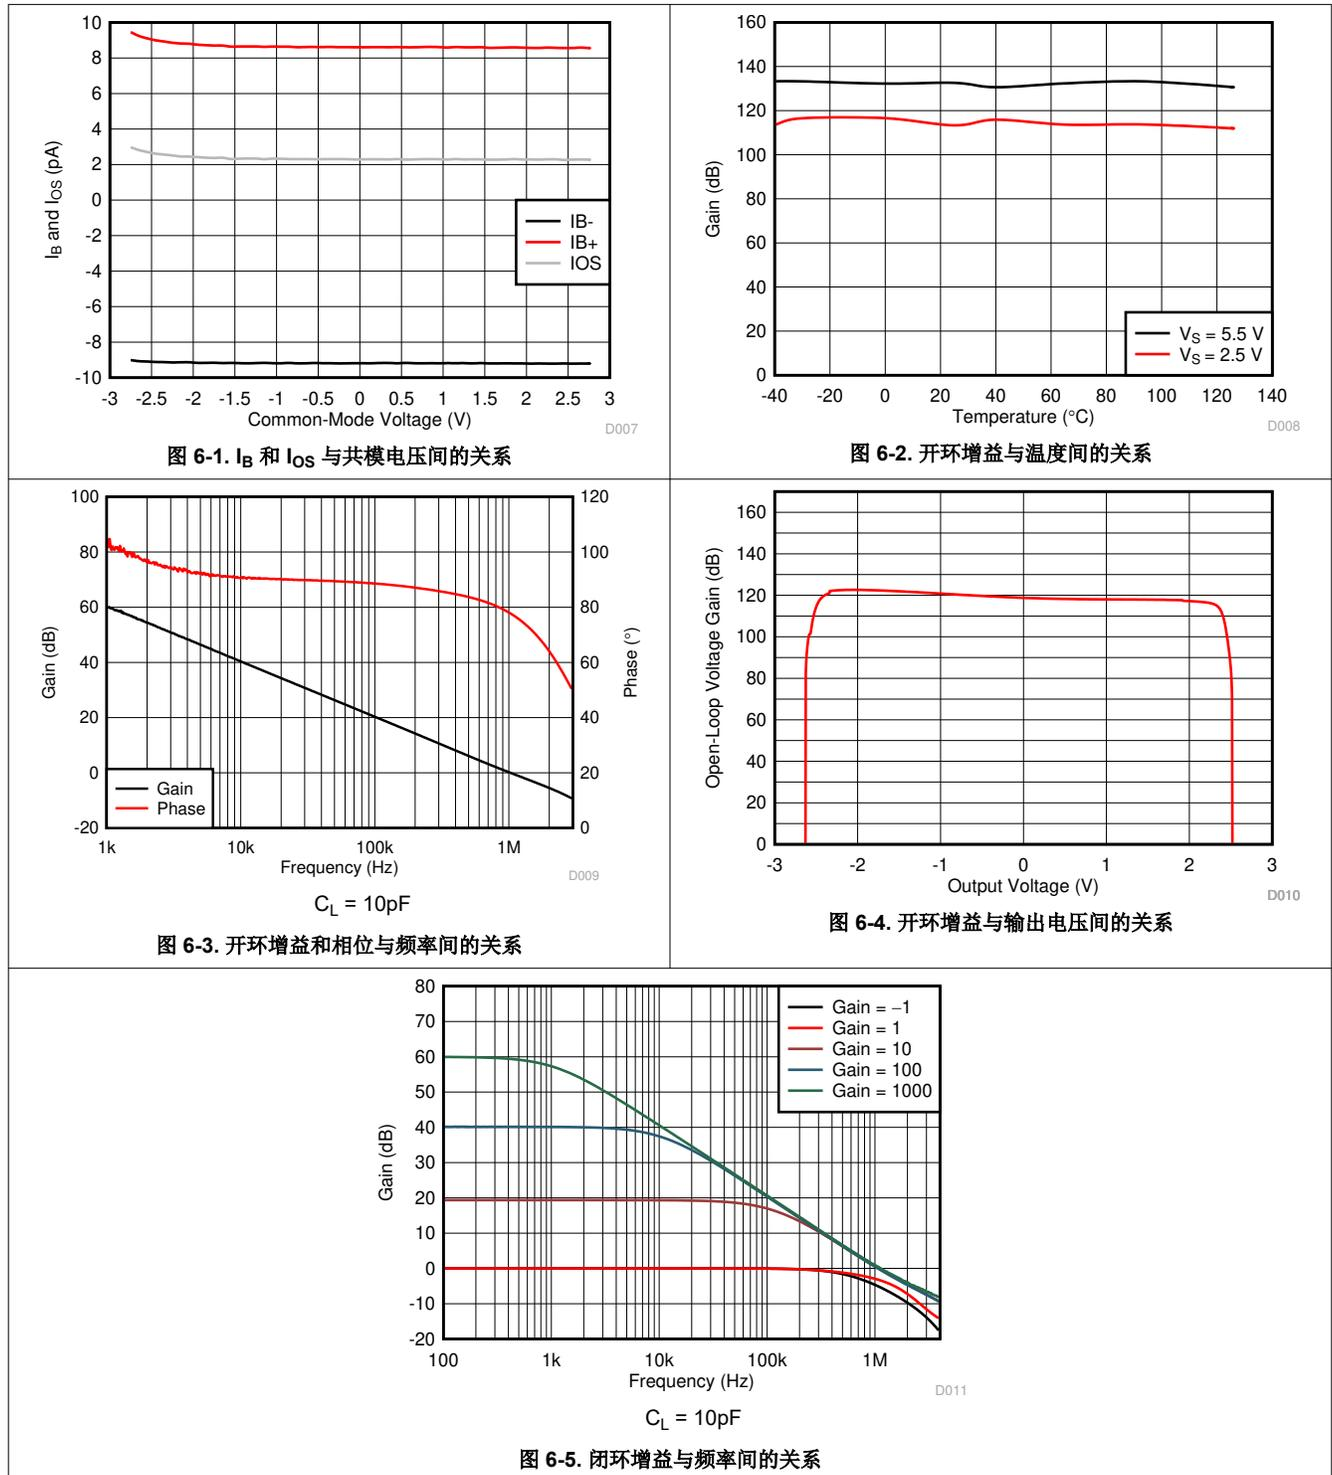 10
8
6
4
2
0
-2
-4
-6
-8
-10
I_B and I_OS (pA)
IB-
IB+
IOS
-3 -2.5 -2 -1.5 -1 -0.5 0 0.5 1 1.5 2 2.5 3
Common-Mode Voltage (V)
D007
图 6-1. I_B 和 I_OS 与共模电压间的关系
160
140
120
100
80
60
40
20
0
Gain (dB)
V_S = 5.5 V
V_S = 2.5 V
-40 -20 0 20 40 60 80 100 120 140
Temperature (°C)
D008
图 6-2. 开环增益与温度间的关系
100
80
60
40
20
0
-20
Gain (dB)
120
100
80
60
40
20
0
Phase (°)
Gain
Phase
1k 10k 100k 1M
Frequency (Hz)
D009
C_L = 10pF
图 6-3. 开环增益和相位与频率间的关系
160
140
120
100
80
60
40
20
0
Open-Loop Voltage Gain (dB)
-3 -2 -1 0 1 2 3
Output Voltage (V)
D010
图 6-4. 开环增益与输出电压间的关系
80
70
60
50
40
30
20
10
0
-10
-20
Gain (dB)
Gain = −1
Gain = 1
Gain = 10
Gain = 100
Gain = 1000
100 1k 10k 100k 1M
Frequency (Hz)
D011
C_L = 10pF
图 6-5. 闭环增益与频率间的关系